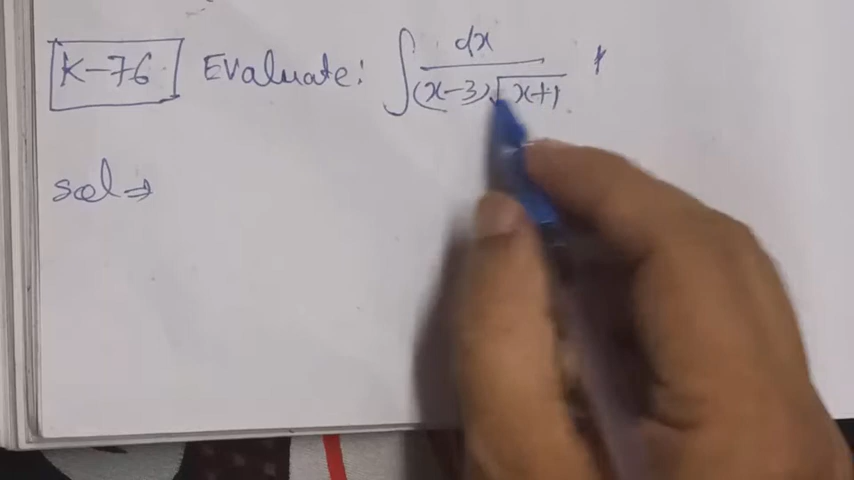 K-76 Evaluate: ∫ dx / (x-3)√x+1
sol⇒